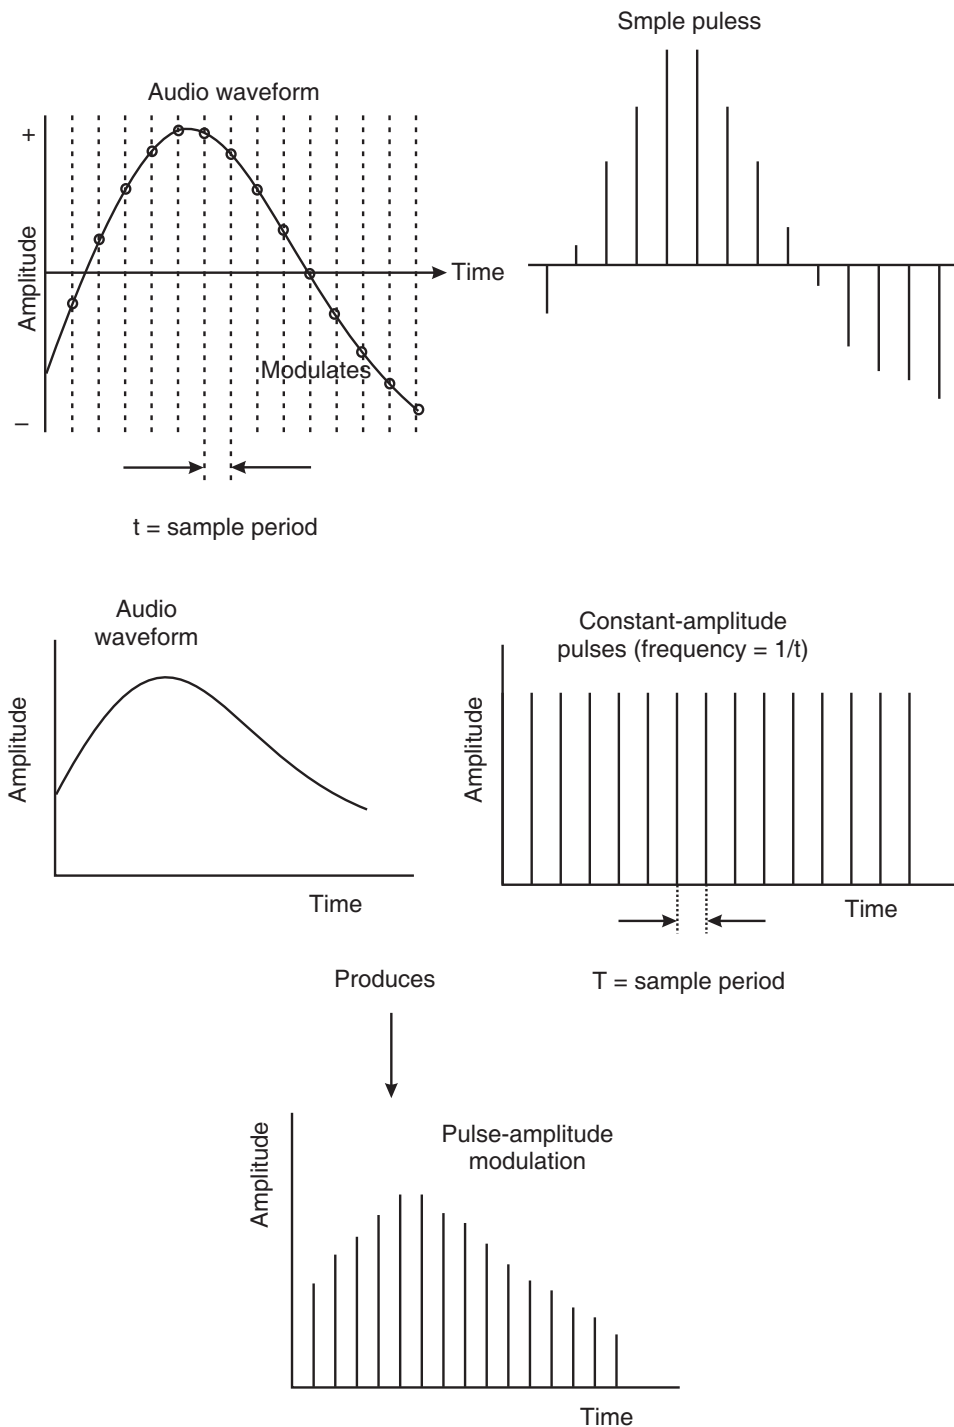 Smple puless
Audio waveform
+
Amplitude
Time
Modulates
–
t = sample period
Audio
waveform
Amplitude
Time
Constant-amplitude
pulses (frequency = 1/t)
Amplitude
Time
T = sample period
Produces
Pulse-amplitude
modulation
Amplitude
Time